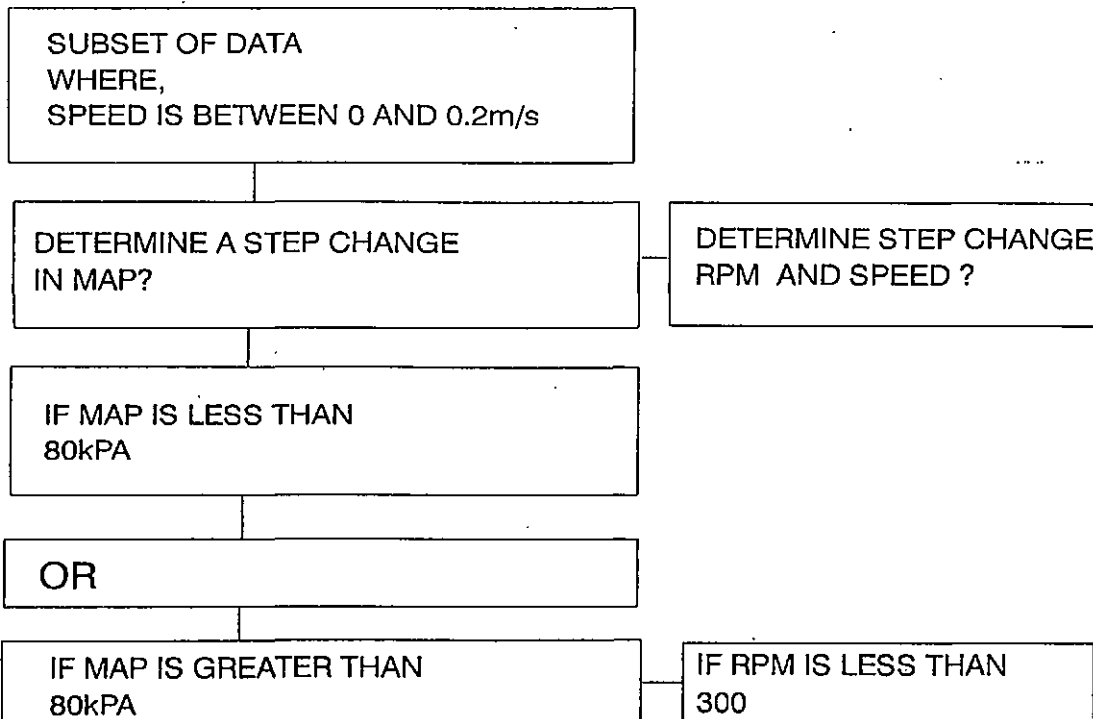 SUBSET OF DATA
WHERE,
SPEED IS BETWEEN 0 AND 0.2m/s
DETERMINE A STEP CHANGE
IN MAP?
DETERMINE STEP CHANGE
RPM AND SPEED ?
IF MAP IS LESS THAN
80kPA
OR
IF MAP IS GREATER THAN
80kPA
IF RPM IS LESS THAN
300